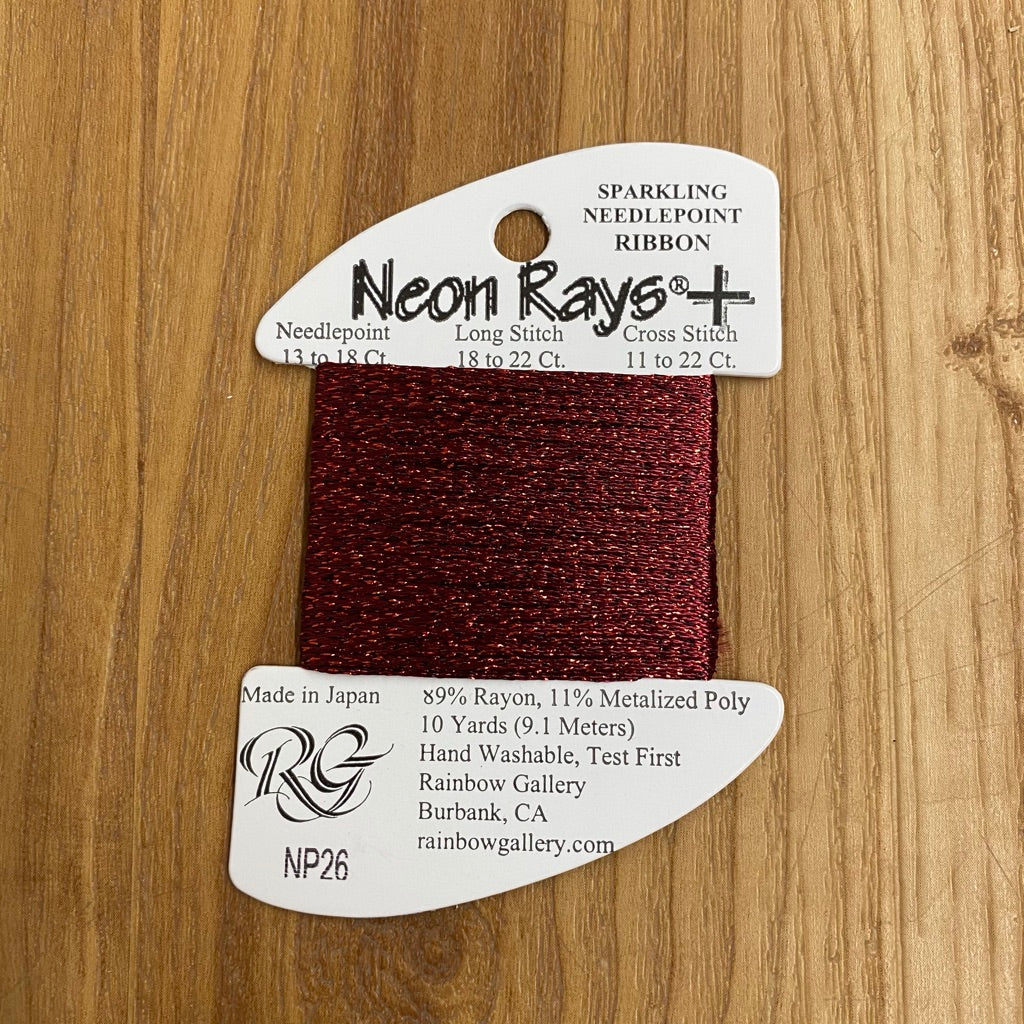 SPARKLING
NEEDLEPOINT
RIBBON
Neon Rays®+
Needlepoint Long Stitch Cross Stitch
13 to 18 Ct. 18 to 22 Ct. 11 to 22 Ct.
Made in Japan 89% Rayon, 11% Metalized Poly
10 Yards (9.1 Meters)
Hand Washable, Test First
RG
Rainbow Gallery
Burbank, CA
rainbowgallery.com
NP26